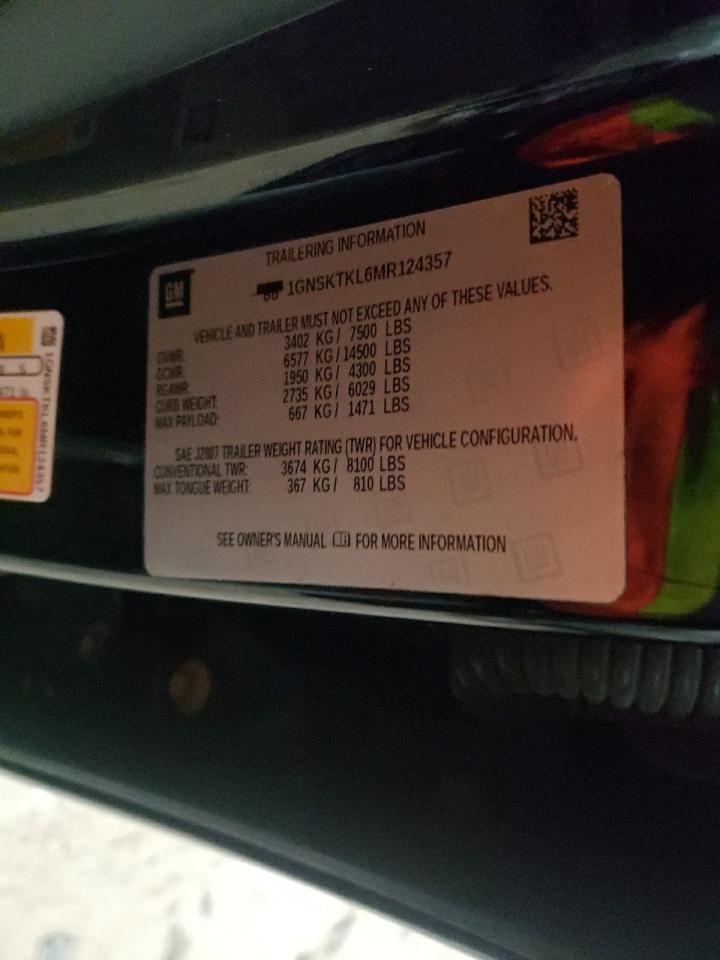 TRAILERING INFORMATION
GM
1GNSKTKL6MR124357
VEHICLE AND TRAILER MUST NOT EXCEED ANY OF THESE VALUES.
GVWR: 3402 KG/ 7500 LBS
GCWR: 6577 KG/14500 LBS
RGAWR: 1950 KG/ 4300 LBS
CURB WEIGHT: 2735 KG/ 6029 LBS
MAX PAYLOAD: 667 KG/ 1471 LBS
SAE J2807 TRAILER WEIGHT RATING (TWR) FOR VEHICLE CONFIGURATION.
CONVENTIONAL TWR: 3674 KG/ 8100 LBS
MAX TONGUE WEIGHT: 367 KG/ 810 LBS
SEE OWNER'S MANUAL FOR MORE INFORMATION
1GNSKTKL6MR124357